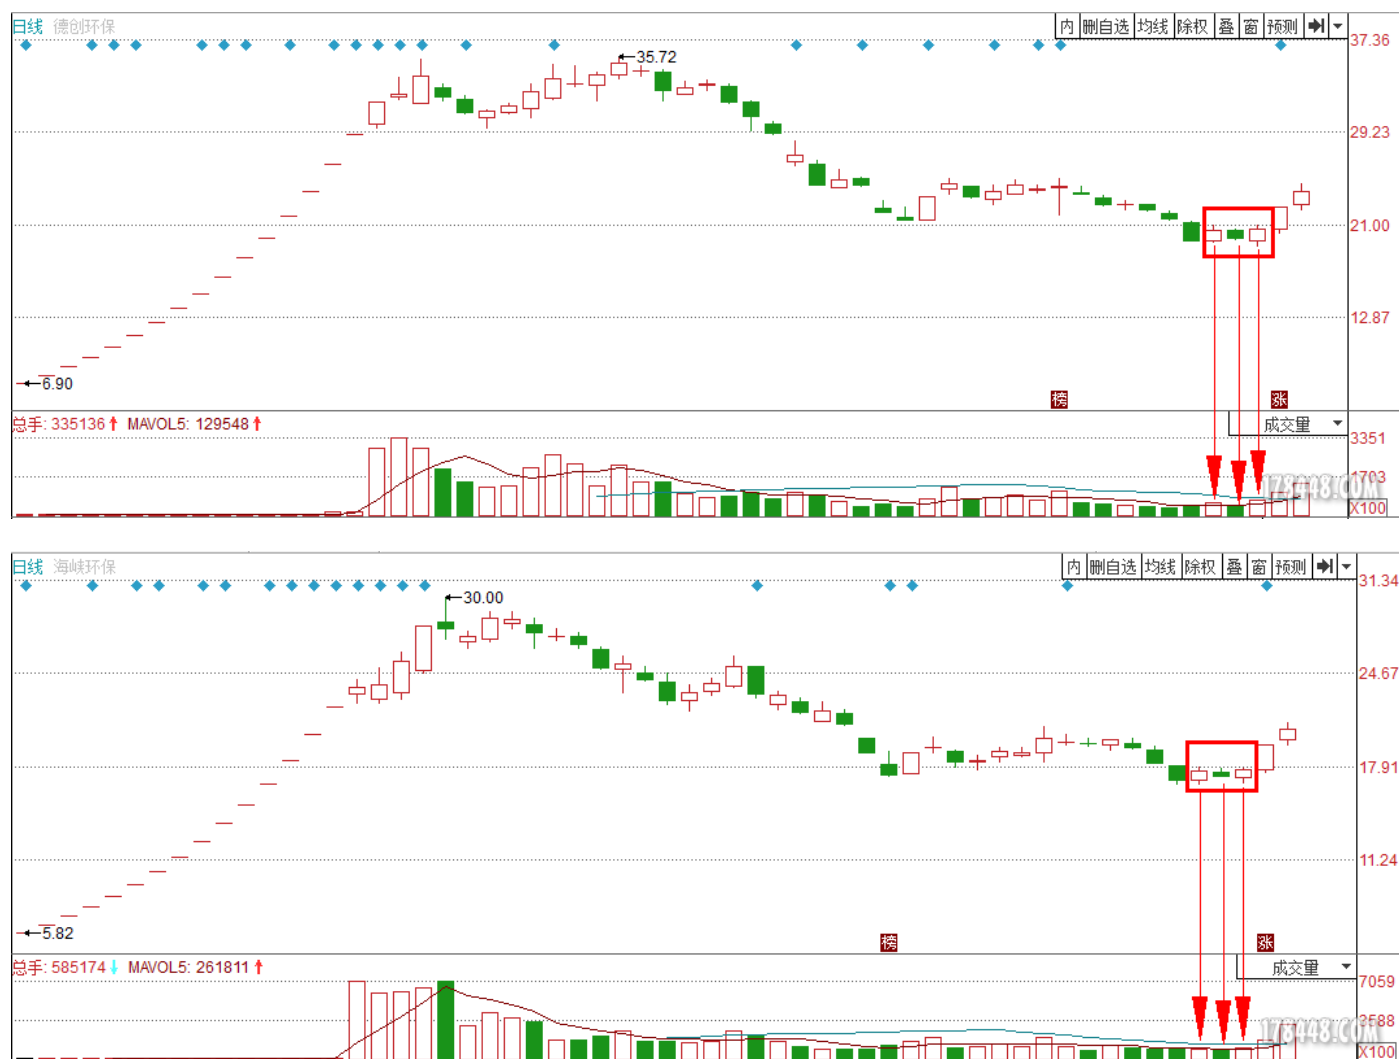 日线 德创环保 内 删自选 均线 除权 叠 窗 预测
37.36
35.72
29.23
21.00
12.87
6.90
榜 涨
总手: 335136 MAVOL5: 129548 成交量
3351
1703
178448.COM
X100
日线 海峡环保 内 删自选 均线 除权 叠 窗 预测
31.34
30.00
24.67
17.91
11.24
5.82
榜 涨
总手: 585174 MAVOL5: 261811 成交量
7059
3588
178448.COM
X100